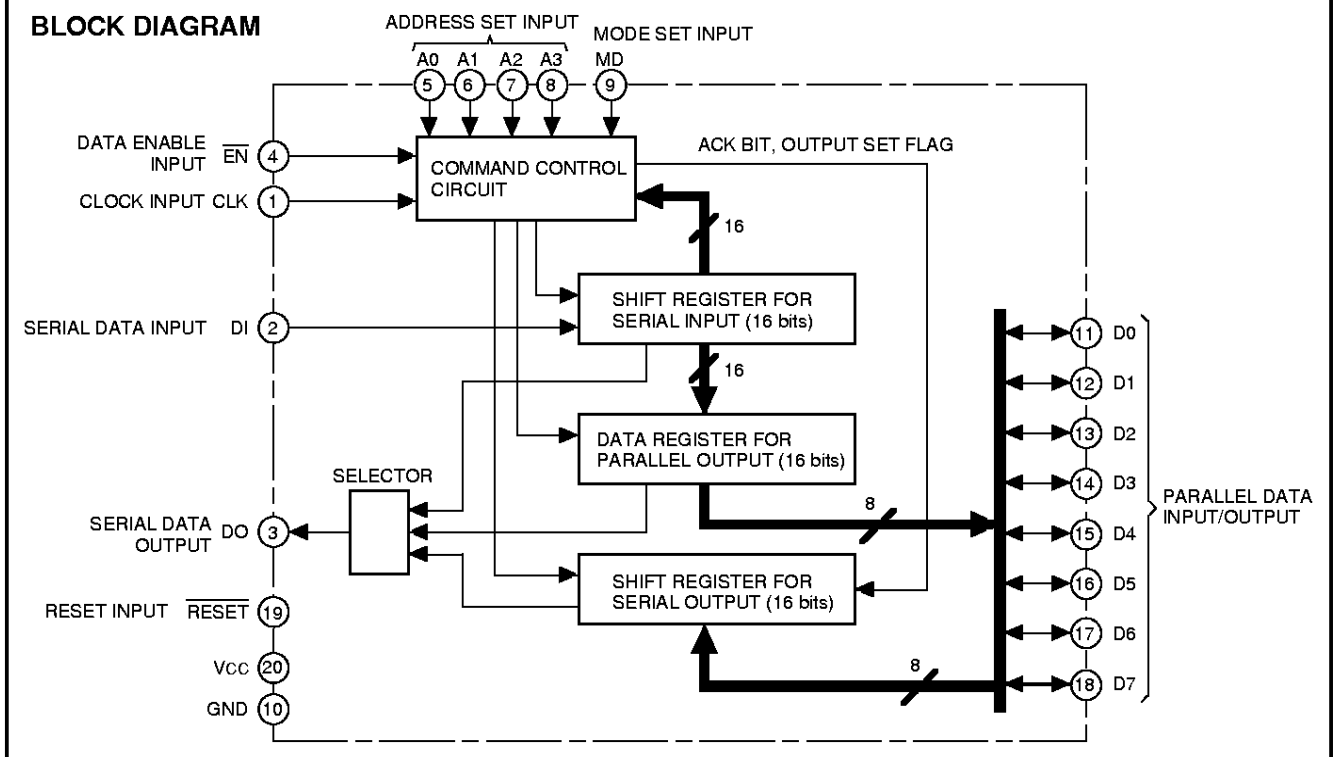 BLOCK DIAGRAM
ADDRESS SET INPUT
MODE SET INPUT
A0 A1 A2 A3 MD
5 6 7 8 9
DATA ENABLE
INPUT EN 4
CLOCK INPUT CLK 1
COMMAND CONTROL
CIRCUIT
ACK BIT, OUTPUT SET FLAG
16
SERIAL DATA INPUT DI 2
SHIFT REGISTER FOR
SERIAL INPUT (16 bits)
16
DATA REGISTER FOR
PARALLEL OUTPUT (16 bits)
8
SELECTOR
SERIAL DATA
OUTPUT DO 3
SHIFT REGISTER FOR
SERIAL OUTPUT (16 bits)
8
RESET INPUT RESET 19
VCC 20
GND 10
11 D0
12 D1
13 D2
14 D3
15 D4
16 D5
17 D6
18 D7
PARALLEL DATA
INPUT/OUTPUT